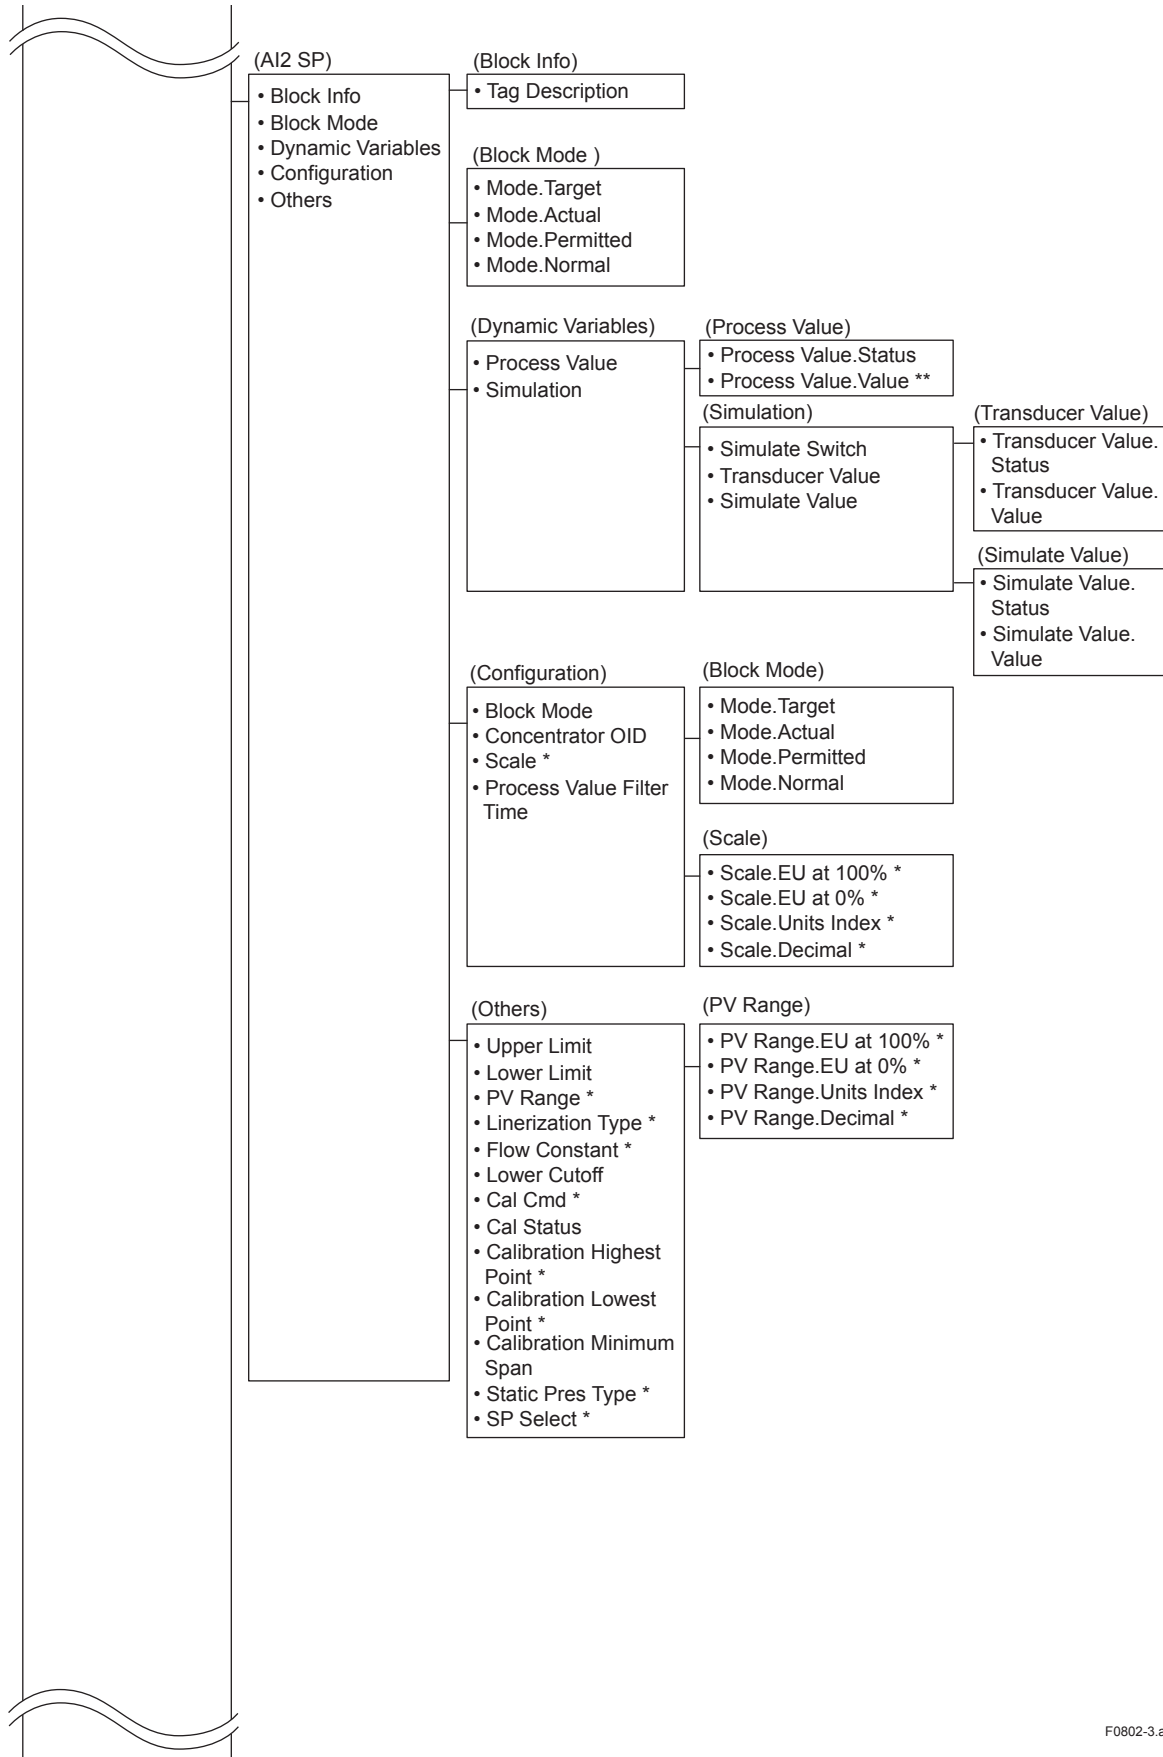 (AI2 SP)
• Block Info
• Block Mode
• Dynamic Variables
• Configuration
• Others
(Block Info)
• Tag Description
(Block Mode )
• Mode.Target
• Mode.Actual
• Mode.Permitted
• Mode.Normal
(Dynamic Variables)
• Process Value
• Simulation
(Process Value)
• Process Value.Status
• Process Value.Value **
(Simulation)
• Simulate Switch
• Transducer Value
• Simulate Value
(Transducer Value)
• Transducer Value.
Status
• Transducer Value.
Value
(Simulate Value)
• Simulate Value.
Status
• Simulate Value.
Value
(Configuration)
• Block Mode
• Concentrator OID
• Scale *
• Process Value Filter
Time
(Block Mode)
• Mode.Target
• Mode.Actual
• Mode.Permitted
• Mode.Normal
(Scale)
• Scale.EU at 100% *
• Scale.EU at 0% *
• Scale.Units Index *
• Scale.Decimal *
(Others)
• Upper Limit
• Lower Limit
• PV Range *
• Linerization Type *
• Flow Constant *
• Lower Cutoff
• Cal Cmd *
• Cal Status
• Calibration Highest
Point *
• Calibration Lowest
Point *
• Calibration Minimum
Span
• Static Pres Type *
• SP Select *
(PV Range)
• PV Range.EU at 100% *
• PV Range.EU at 0% *
• PV Range.Units Index *
• PV Range.Decimal *
F0802-3.a